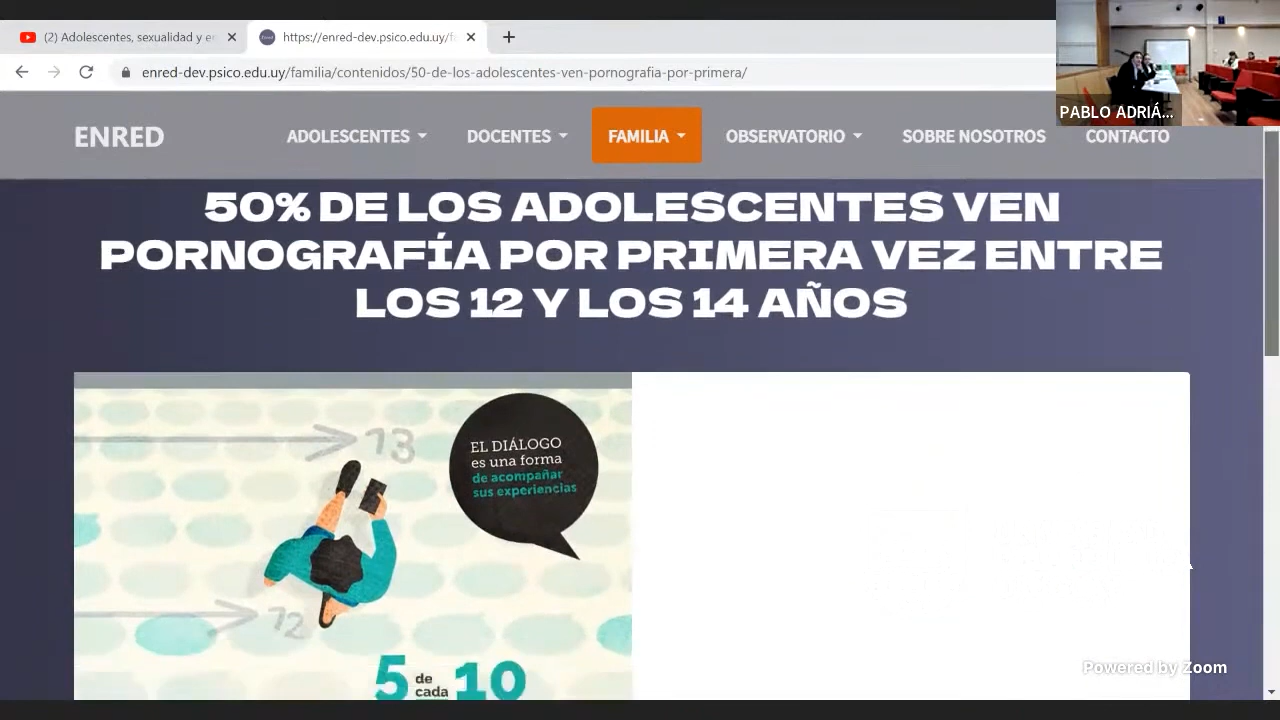 (2) Adolescentes, sexualidad y e
https://enred-dev.psico.edu.uy/f
enred-dev.psico.edu.uy/familia/contenidos/50-de-los-adolescentes-ven-pornografia-por-primera/
PABLO ADRIÁ...
ENRED
ADOLESCENTES
DOCENTES
FAMILIA
OBSERVATORIO
SOBRE NOSOTROS
CONTACTO
50% DE LOS ADOLESCENTES VEN
PORNOGRAFÍA POR PRIMERA VEZ ENTRE
LOS 12 Y LOS 14 AÑOS
13
EL DIÁLOGO
es una forma
de acompañar
sus experiencias
12
5 de cada 10
Powered by Zoom